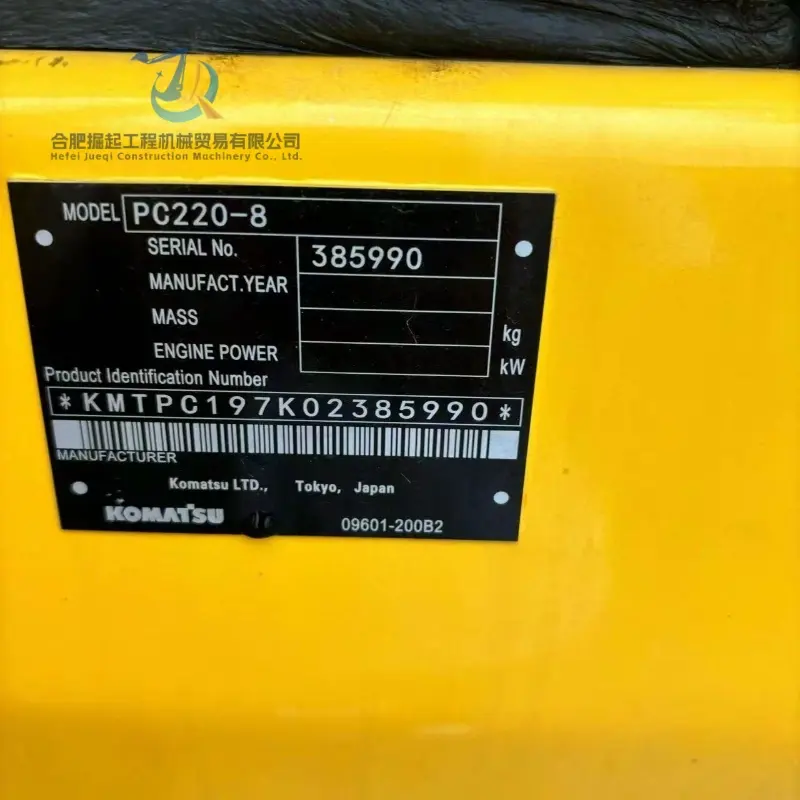 合肥掘起工程机械贸易有限公司
Hefei Jueqi Construction Machinery Co., Ltd.
MODEL PC220-8
SERIAL No. 385990
MANUFACT.YEAR
MASS kg
ENGINE POWER kW
Product Identification Number
*KMTPC197K02385990*
MANUFACTURER
Komatsu LTD., Tokyo, Japan
KOMATSU 09601-200B2